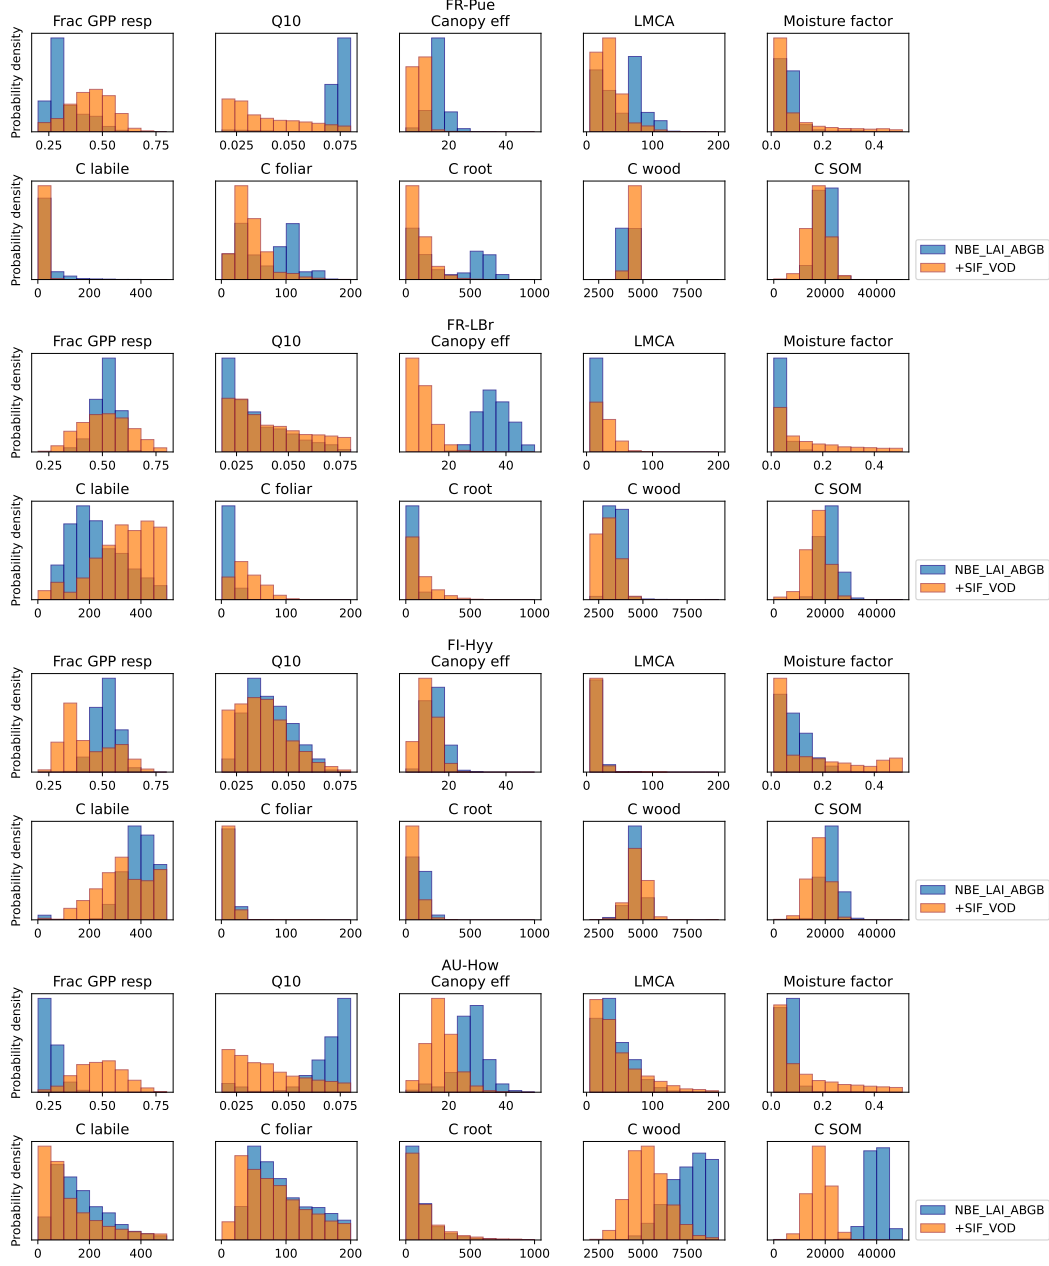 FR-Pue
Frac GPP resp Q10 Canopy eff LMCA Moisture factor
Probability density
0.25 0.50 0.75 0.025 0.050 0.075 20 40 0 100 200 0.0 0.2 0.4
C labile C foliar C root C wood C SOM
Probability density
NBE_LAI_ABGB
+SIF_VOD
0 200 400 0 100 200 0 500 1000 2500 5000 7500 0 20000 40000
FR-LBr
Frac GPP resp Q10 Canopy eff LMCA Moisture factor
Probability density
0.25 0.50 0.75 0.025 0.050 0.075 20 40 0 100 200 0.0 0.2 0.4
C labile C foliar C root C wood C SOM
Probability density
NBE_LAI_ABGB
+SIF_VOD
0 200 400 0 100 200 0 500 1000 2500 5000 7500 0 20000 40000
FI-Hyy
Frac GPP resp Q10 Canopy eff LMCA Moisture factor
Probability density
0.25 0.50 0.75 0.025 0.050 0.075 20 40 0 100 200 0.0 0.2 0.4
C labile C foliar C root C wood C SOM
Probability density
NBE_LAI_ABGB
+SIF_VOD
0 200 400 0 100 200 0 500 1000 2500 5000 7500 0 20000 40000
AU-How
Frac GPP resp Q10 Canopy eff LMCA Moisture factor
Probability density
0.25 0.50 0.75 0.025 0.050 0.075 20 40 0 100 200 0.0 0.2 0.4
C labile C foliar C root C wood C SOM
Probability density
NBE_LAI_ABGB
+SIF_VOD
0 200 400 0 100 200 0 500 1000 2500 5000 7500 0 20000 40000